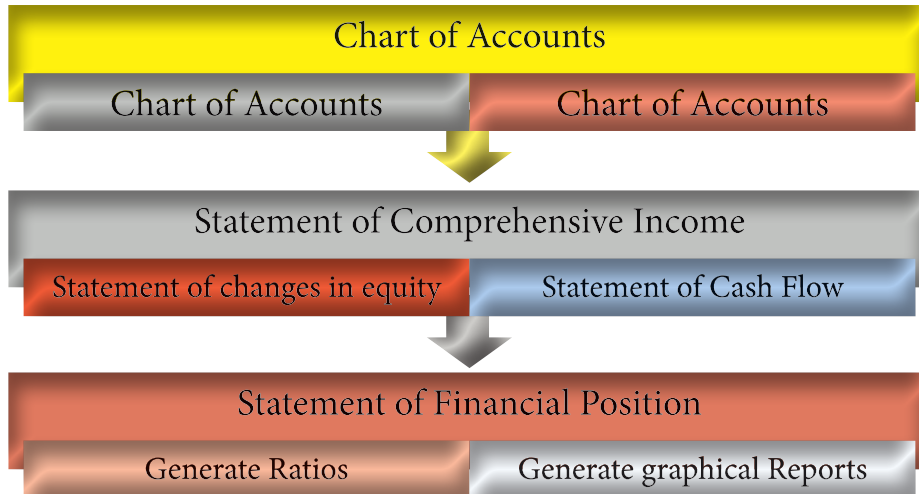 Chart of Accounts
Chart of Accounts
Chart of Accounts
Statement of Comprehensive Income
Statement of changes in equity
Statement of Cash Flow
Statement of Financial Position
Generate Ratios
Generate graphical Reports